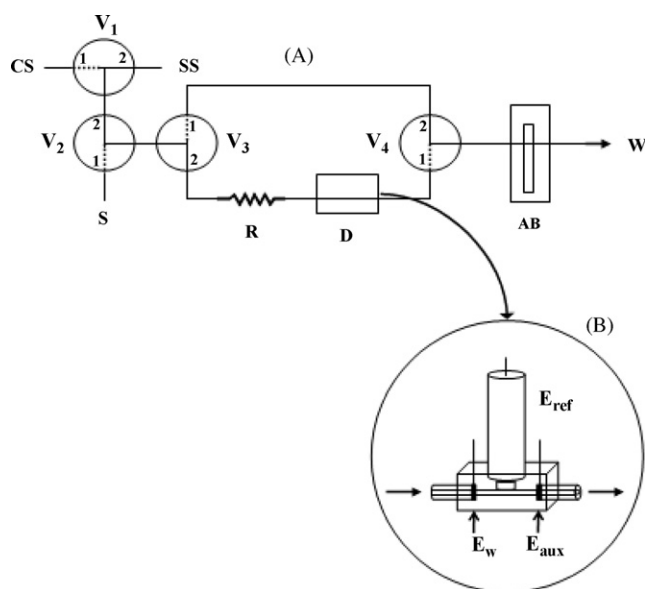 V1
1 2
CS SS
(A)
2 1 2
V2 V3 V4
1 2 1
W
S
R D AB
(B)
Eref
Ew Eaux